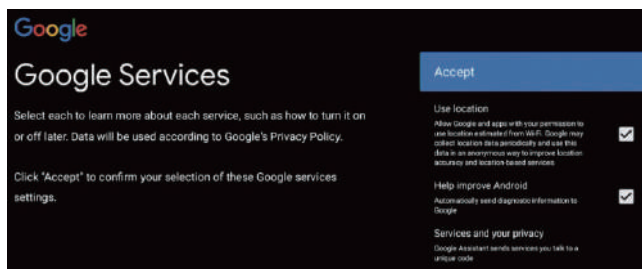 Google
Google Services
Select each to learn more about each service, such as how to turn it on
or off later. Data will be used according to Google's Privacy Policy.
Click "Accept" to confirm your selection of these Google services
settings.
Accept
Use location
Allow Google and apps with your permission to
use location estimated from Wi-Fi. Google may
collect location data periodically and use this
data in an anonymous way to improve location
accuracy and location-based services
Help improve Android
Automatically send diagnostic information to
Google
Services and your privacy
Google Assistant sends services you talk to a
unique code